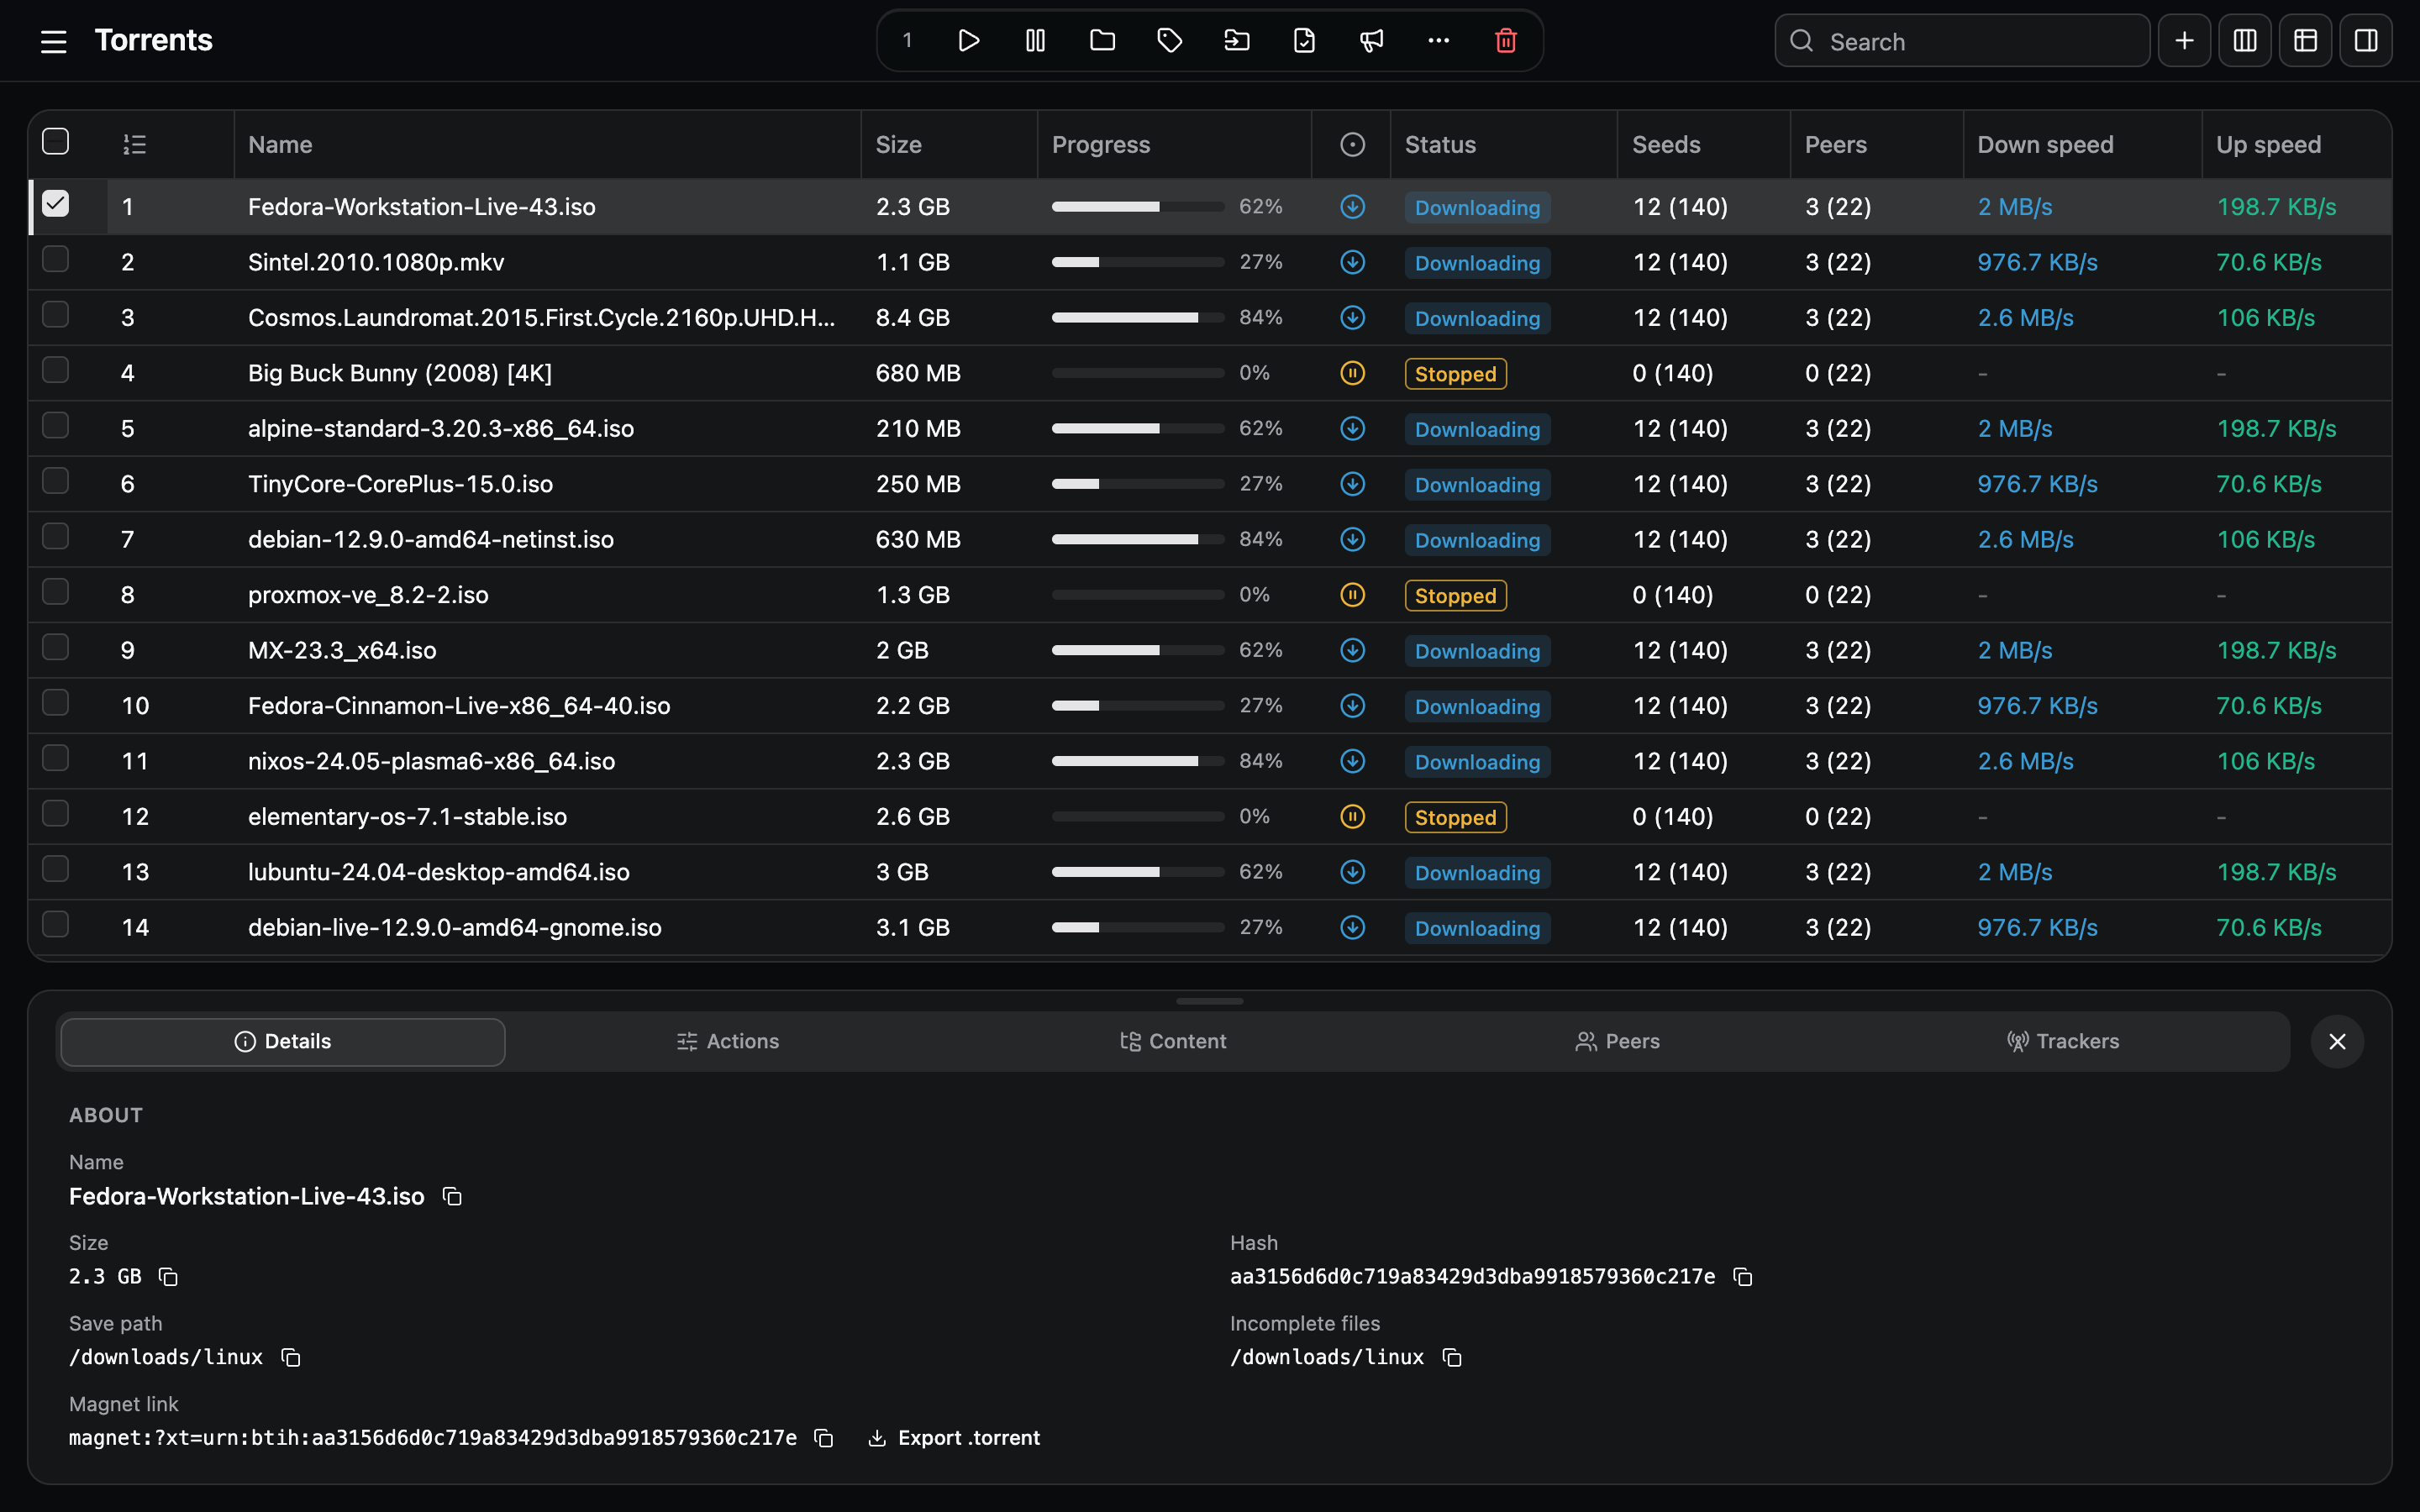 Torrents
1
Search
Name Size Progress Status Seeds Peers Down speed Up speed
1 Fedora-Workstation-Live-43.iso 2.3 GB 62% Downloading 12 (140) 3 (22) 2 MB/s 198.7 KB/s
2 Sintel.2010.1080p.mkv 1.1 GB 27% Downloading 12 (140) 3 (22) 976.7 KB/s 70.6 KB/s
3 Cosmos.Laundromat.2015.First.Cycle.2160p.UHD.H... 8.4 GB 84% Downloading 12 (140) 3 (22) 2.6 MB/s 106 KB/s
4 Big Buck Bunny (2008) [4K] 680 MB 0% Stopped 0 (140) 0 (22) - -
5 alpine-standard-3.20.3-x86_64.iso 210 MB 62% Downloading 12 (140) 3 (22) 2 MB/s 198.7 KB/s
6 TinyCore-CorePlus-15.0.iso 250 MB 27% Downloading 12 (140) 3 (22) 976.7 KB/s 70.6 KB/s
7 debian-12.9.0-amd64-netinst.iso 630 MB 84% Downloading 12 (140) 3 (22) 2.6 MB/s 106 KB/s
8 proxmox-ve_8.2-2.iso 1.3 GB 0% Stopped 0 (140) 0 (22) - -
9 MX-23.3_x64.iso 2 GB 62% Downloading 12 (140) 3 (22) 2 MB/s 198.7 KB/s
10 Fedora-Cinnamon-Live-x86_64-40.iso 2.2 GB 27% Downloading 12 (140) 3 (22) 976.7 KB/s 70.6 KB/s
11 nixos-24.05-plasma6-x86_64.iso 2.3 GB 84% Downloading 12 (140) 3 (22) 2.6 MB/s 106 KB/s
12 elementary-os-7.1-stable.iso 2.6 GB 0% Stopped 0 (140) 0 (22) - -
13 lubuntu-24.04-desktop-amd64.iso 3 GB 62% Downloading 12 (140) 3 (22) 2 MB/s 198.7 KB/s
14 debian-live-12.9.0-amd64-gnome.iso 3.1 GB 27% Downloading 12 (140) 3 (22) 976.7 KB/s 70.6 KB/s
Details Actions Content Peers Trackers
ABOUT
Name
Fedora-Workstation-Live-43.iso
Size Hash
2.3 GB aa3156d6d0c719a83429d3dba9918579360c217e
Save path Incomplete files
/downloads/linux /downloads/linux
Magnet link
magnet:?xt=urn:btih:aa3156d6d0c719a83429d3dba9918579360c217e Export .torrent